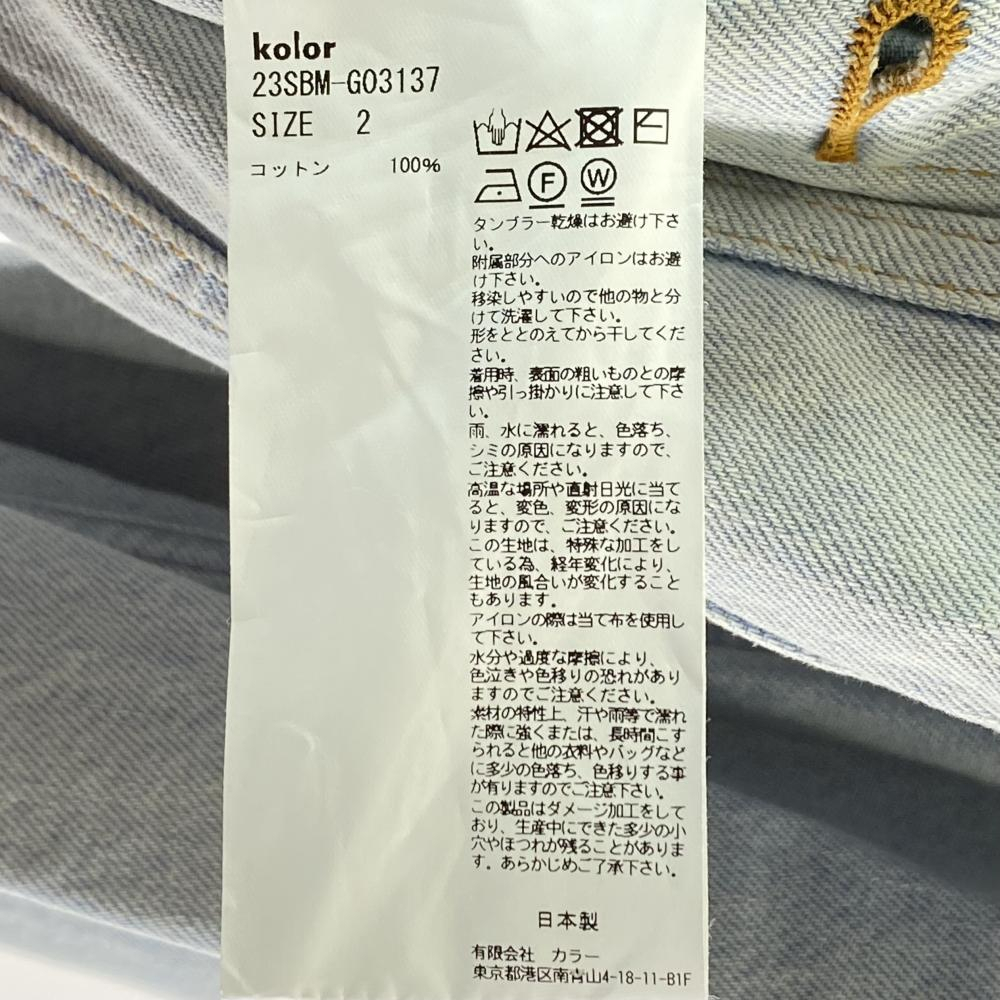 kolor
23SBM-G03137
SIZE 2
コットン 100%
F W
タンブラー乾燥はお避け下さ
い。
附属部分へのアイロンはお避
け下さい。
移染しやすいので他の物と分
けて洗濯して下さい。
形をととのえてから干してくだ
さい。
着用時、表面の粗いものとの摩
擦や引っ掛かりに注意して下さ
い。
雨、水に濡れると、色落ち、
シミの原因になりますので、
ご注意ください。
高温な場所や直射日光に当て
ると、変色、変形の原因にな
りますので、ご注意ください。
この生地は、特殊な加工をし
ている為、経年変化により、
生地の風合いが変化すること
もあります。
アイロンの際は当て布を使用し
て下さい。
水分や過度な摩擦により、
色泣きや色移りの恐れがあり
ますのでご注意ください。
素材の特性上、汗や雨等で濡れ
た際に強くまたは、長時間こす
られると他の衣料やバッグなど
に多少の色落ち、色移りする事
が有りますのでご注意下さい。
この製品はダメージ加工をして
おり、生産中にできた多少の小
穴やほつれが残ることがありま
す。あらかじめご了承下さい。
日本製
有限会社 カラー
東京都港区南青山4-18-11-B1F